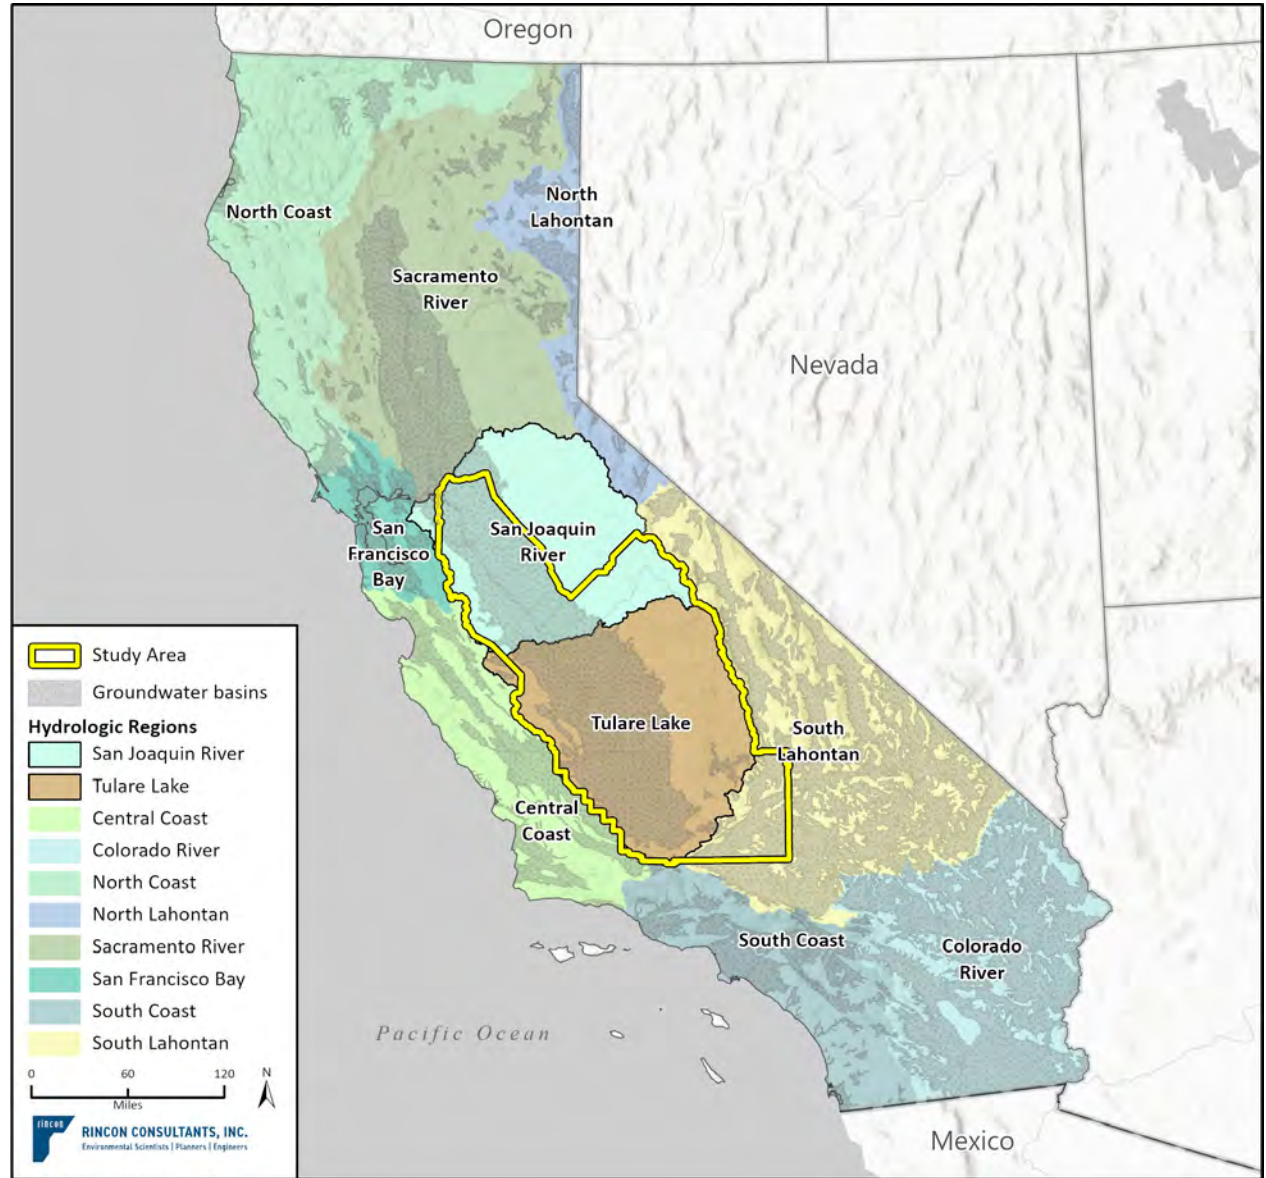 Oregon
North
Lahontan
North Coast
Sacramento
River
Nevada
San Joaquin
River
San
Francisco
Bay
Tulare Lake
South
Lahontan
Central
Coast
South Coast
Colorado
River
Pacific Ocean
Mexico
Study Area
Groundwater basins
Hydrologic Regions
San Joaquin River
Tulare Lake
Central Coast
Colorado River
North Coast
North Lahontan
Sacramento River
San Francisco Bay
South Coast
South Lahontan
0 60 120
Miles
N
rincon
RINCON CONSULTANTS, INC.
Environmental Scientists | Planners | Engineers